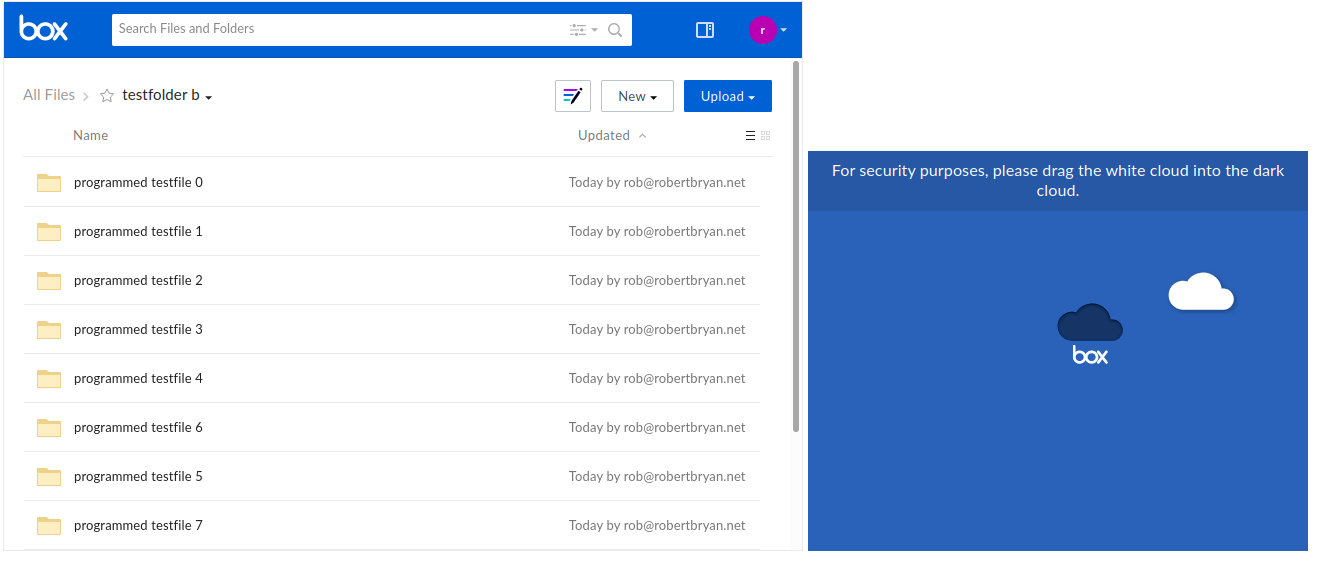 box
Search Files and Folders
r
All Files
testfolder b
New
Upload
Name
Updated
programmed testfile 0
Today by rob@robertbryan.net
programmed testfile 1
Today by rob@robertbryan.net
programmed testfile 2
Today by rob@robertbryan.net
programmed testfile 3
Today by rob@robertbryan.net
programmed testfile 4
Today by rob@robertbryan.net
programmed testfile 6
Today by rob@robertbryan.net
programmed testfile 5
Today by rob@robertbryan.net
programmed testfile 7
Today by rob@robertbryan.net
For security purposes, please drag the white cloud into the dark
cloud.
box